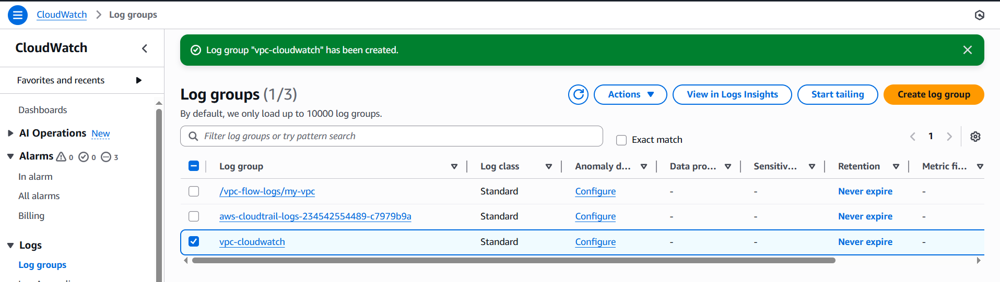 CloudWatch > Log groups
CloudWatch
Favorites and recents
Dashboards
AI Operations New
Alarms 0 0 3
In alarm
All alarms
Billing
Logs
Log groups
Log group "vpc-cloudwatch" has been created.
Log groups (1/3)
By default, we only load up to 10000 log groups.
Actions
View in Logs Insights
Start tailing
Create log group
Filter log groups or try pattern search
Exact match
1
Log group Log class Anomaly d... Data pro... Sensitiv... Retention Metric fi...
/vpc-flow-logs/my-vpc Standard Configure - - Never expire -
aws-cloudtrail-logs-234542554489-c7979b9a Standard Configure - - Never expire -
vpc-cloudwatch Standard Configure - - Never expire -